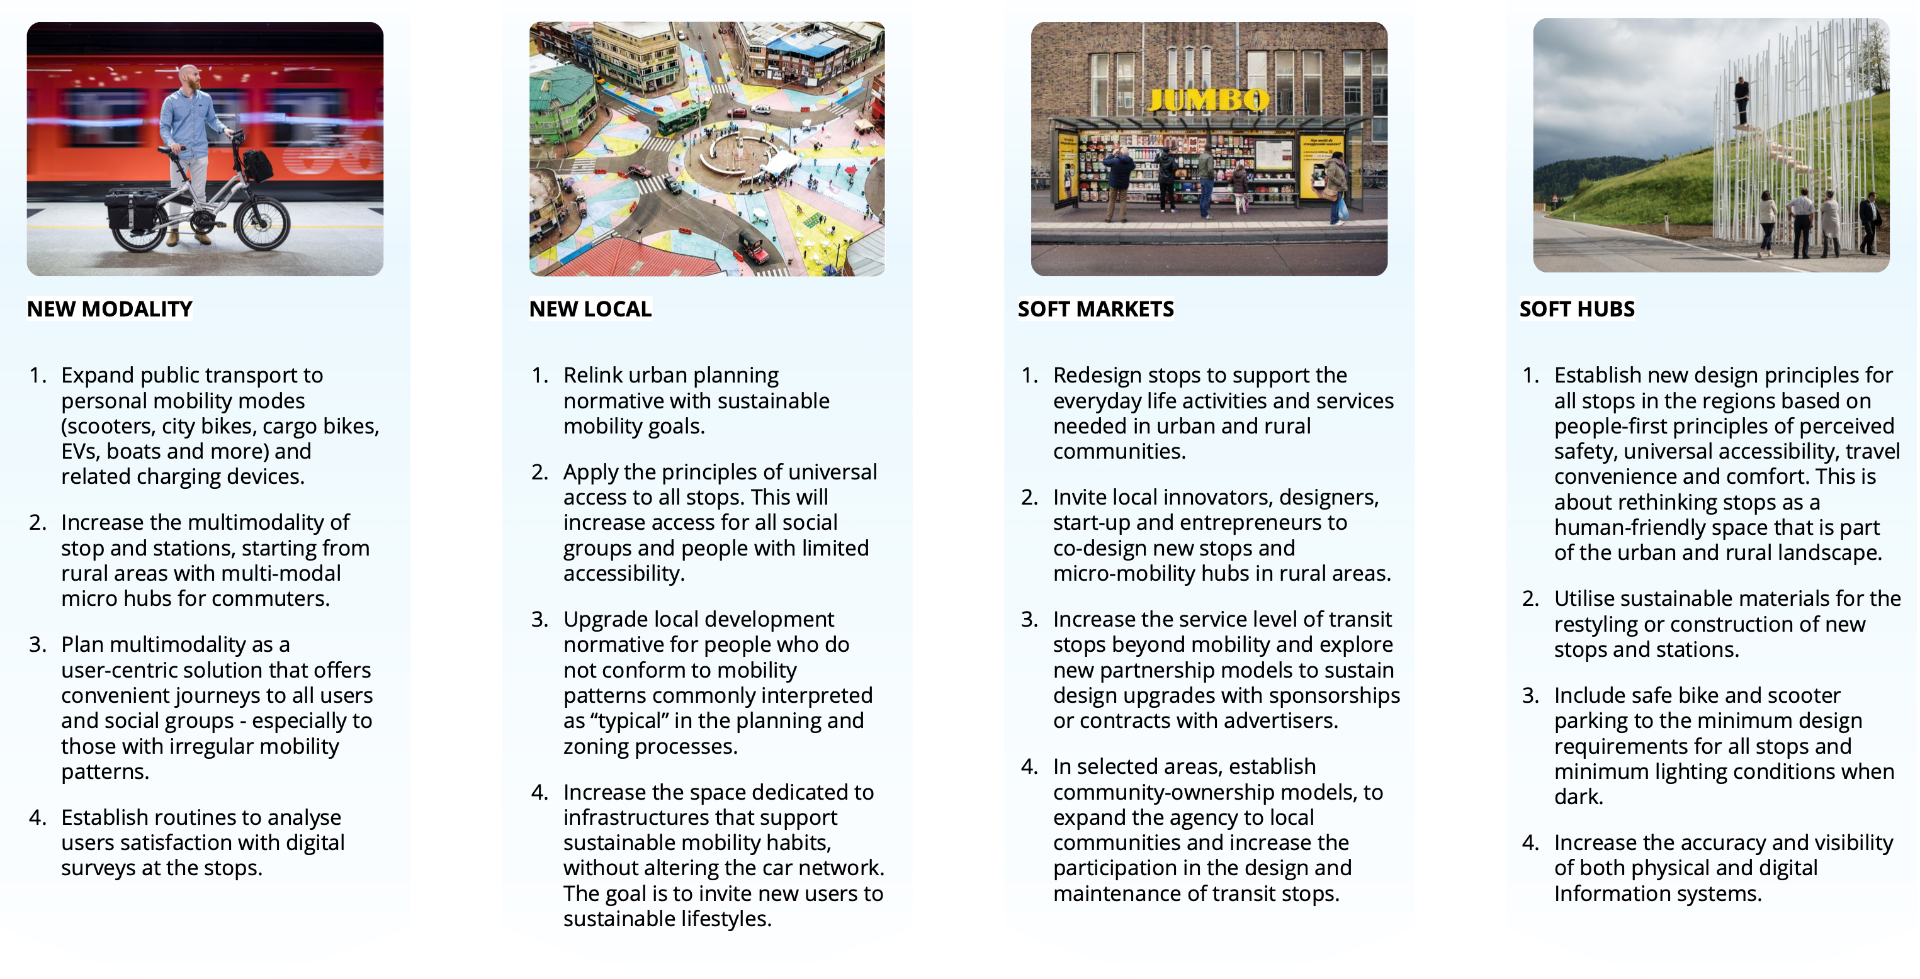 JUMBO
NEW MODALITY
1. Expand public transport to
personal mobility modes
(scooters, city bikes, cargo bikes,
EVs, boats and more) and
related charging devices.
2. Increase the multimodality of
stop and stations, starting from
rural areas with multi-modal
micro hubs for commuters.
3. Plan multimodality as a
user-centric solution that offers
convenient journeys to all users
and social groups - especially to
those with irregular mobility
patterns.
4. Establish routines to analyse
users satisfaction with digital
surveys at the stops.
NEW LOCAL
1. Relink urban planning
normative with sustainable
mobility goals.
2. Apply the principles of universal
access to all stops. This will
increase access for all social
groups and people with limited
accessibility.
3. Upgrade local development
normative for people who do
not conform to mobility
patterns commonly interpreted
as “typical” in the planning and
zoning processes.
4. Increase the space dedicated to
infrastructures that support
sustainable mobility habits,
without altering the car network.
The goal is to invite new users to
sustainable lifestyles.
SOFT MARKETS
1. Redesign stops to support the
everyday life activities and services
needed in urban and rural
communities.
2. Invite local innovators, designers,
start-up and entrepreneurs to
co-design new stops and
micro-mobility hubs in rural areas.
3. Increase the service level of transit
stops beyond mobility and explore
new partnership models to sustain
design upgrades with sponsorships
or contracts with advertisers.
4. In selected areas, establish
community-ownership models, to
expand the agency to local
communities and increase the
participation in the design and
maintenance of transit stops.
SOFT HUBS
1. Establish new design principles for
all stops in the regions based on
people-first principles of perceived
safety, universal accessibility, travel
convenience and comfort. This is
about rethinking stops as a
human-friendly space that is part
of the urban and rural landscape.
2. Utilise sustainable materials for the
restyling or construction of new
stops and stations.
3. Include safe bike and scooter
parking to the minimum design
requirements for all stops and
minimum lighting conditions when
dark.
4. Increase the accuracy and visibility
of both physical and digital
Information systems.